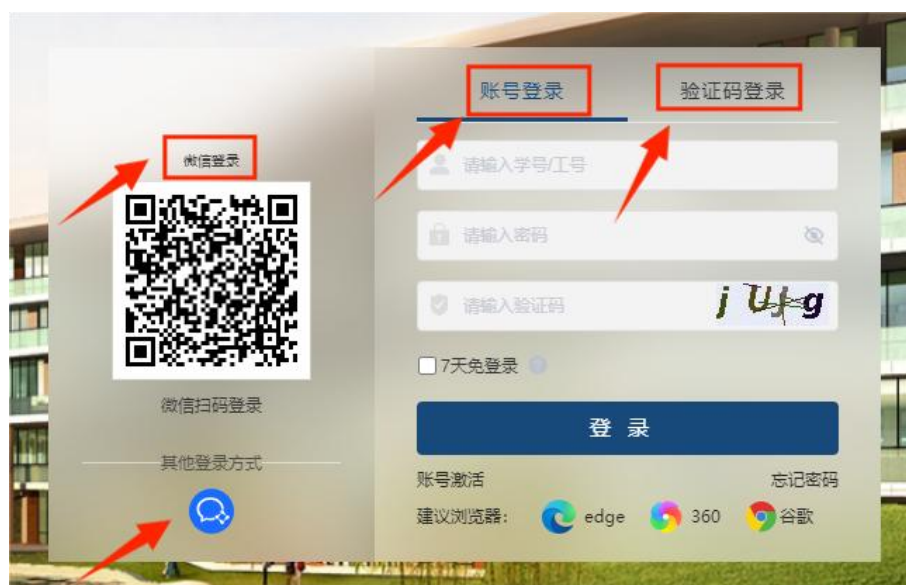 微信登录
微信扫码登录
其他登录方式
账号登录 验证码登录
请输入学号/工号
请输入密码
请输入验证码 jUjg
7天免登录
登 录
账号激活 忘记密码
建议浏览器: edge 360 谷歌